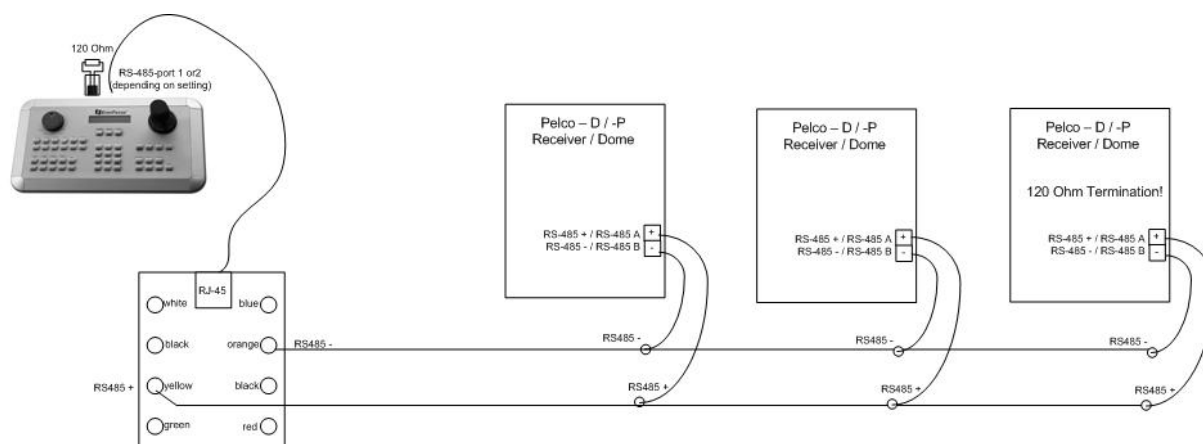 120 Ohm
RS-485-port 1 or2
(depending on setting)
EverFocus
Pelco – D / -P
Receiver / Dome
RS-485 + / RS-485 A
RS-485 - / RS-485 B
+
-
Pelco – D / -P
Receiver / Dome
RS-485 + / RS-485 A
RS-485 - / RS-485 B
+
-
Pelco – D / -P
Receiver / Dome
120 Ohm Termination!
RS-485 + / RS-485 A
RS-485 - / RS-485 B
+
-
RJ-45
white
blue
black
orange
RS485 -
RS485 -
RS485 -
RS485 -
RS485 +
yellow
black
RS485 +
RS485 +
RS485 +
green
red